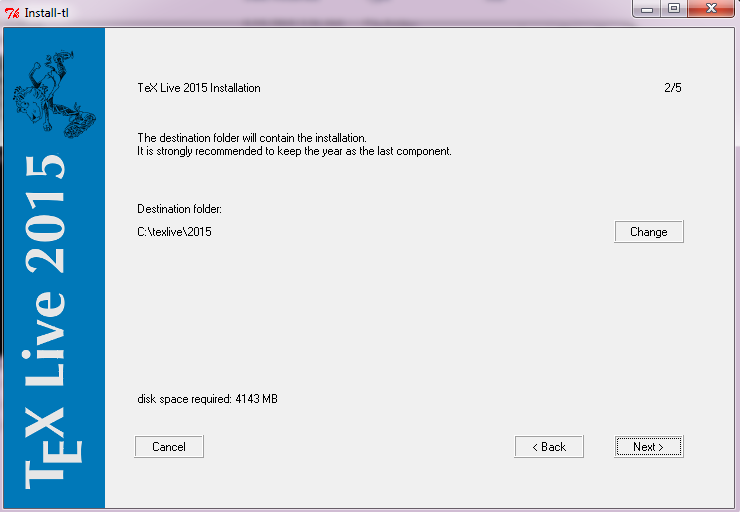 Install-tl
TeX Live 2015 Installation
2/5
The destination folder will contain the installation.
It is strongly recommended to keep the year as the last component.
Destination folder:
C:\texlive\2015
Change
disk space required: 4143 MB
Cancel
< Back
Next >
TEX Live 2015